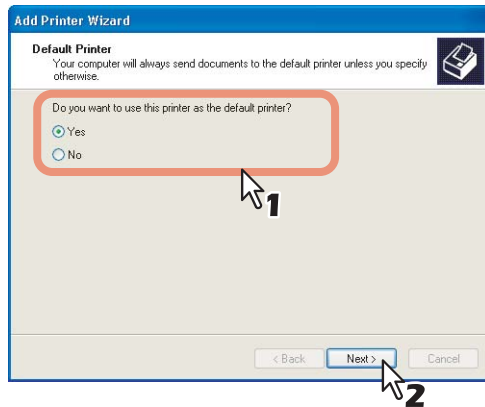 Add Printer Wizard
Default Printer
Your computer will always send documents to the default printer unless you specify
otherwise.
Do you want to use this printer as the default printer?
Yes
No
1
< Back
Next >
Cancel
2